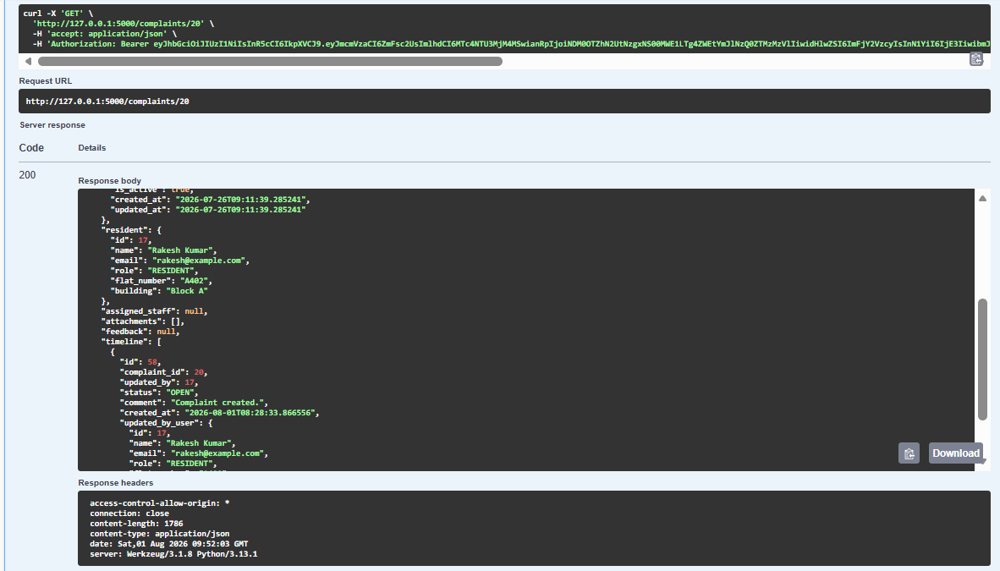 curl -X 'GET' \
'http://127.0.0.1:5000/complaints/20' \
-H 'accept: application/json' \
-H 'Authorization: Bearer
Request URL
http://127.0.0.1:5000/complaints/20
Server response
Code Details
200
Response body
"is_active": true,
"created_at": "2026-07-26T09:11:39.285241",
"updated_at": "2026-07-26T09:11:39.285241"
},
"resident": {
"id": 17,
"name": "Rakesh Kumar",
"email": "rakesh@example.com",
"role": "RESIDENT",
"flat_number": "A402",
"building": "Block A"
},
"assigned_staff": null,
"attachments": [],
"feedback": null,
"timeline": [
{
"id": 58,
"complaint_id": 20,
"updated_by": 17,
"status": "OPEN",
"comment": "Complaint created.",
"created_at": "2026-08-01T08:28:33.866556",
"updated_by_user": {
"id": 17,
"name": "Rakesh Kumar",
"email": "rakesh@example.com",
"role": "RESIDENT",
Download
Response headers
access-control-allow-origin: *
connection: close
content-length: 1786
content-type: application/json
date: Sat,01 Aug 2026 09:52:03 GMT
server: Werkzeug/3.1.8 Python/3.13.1